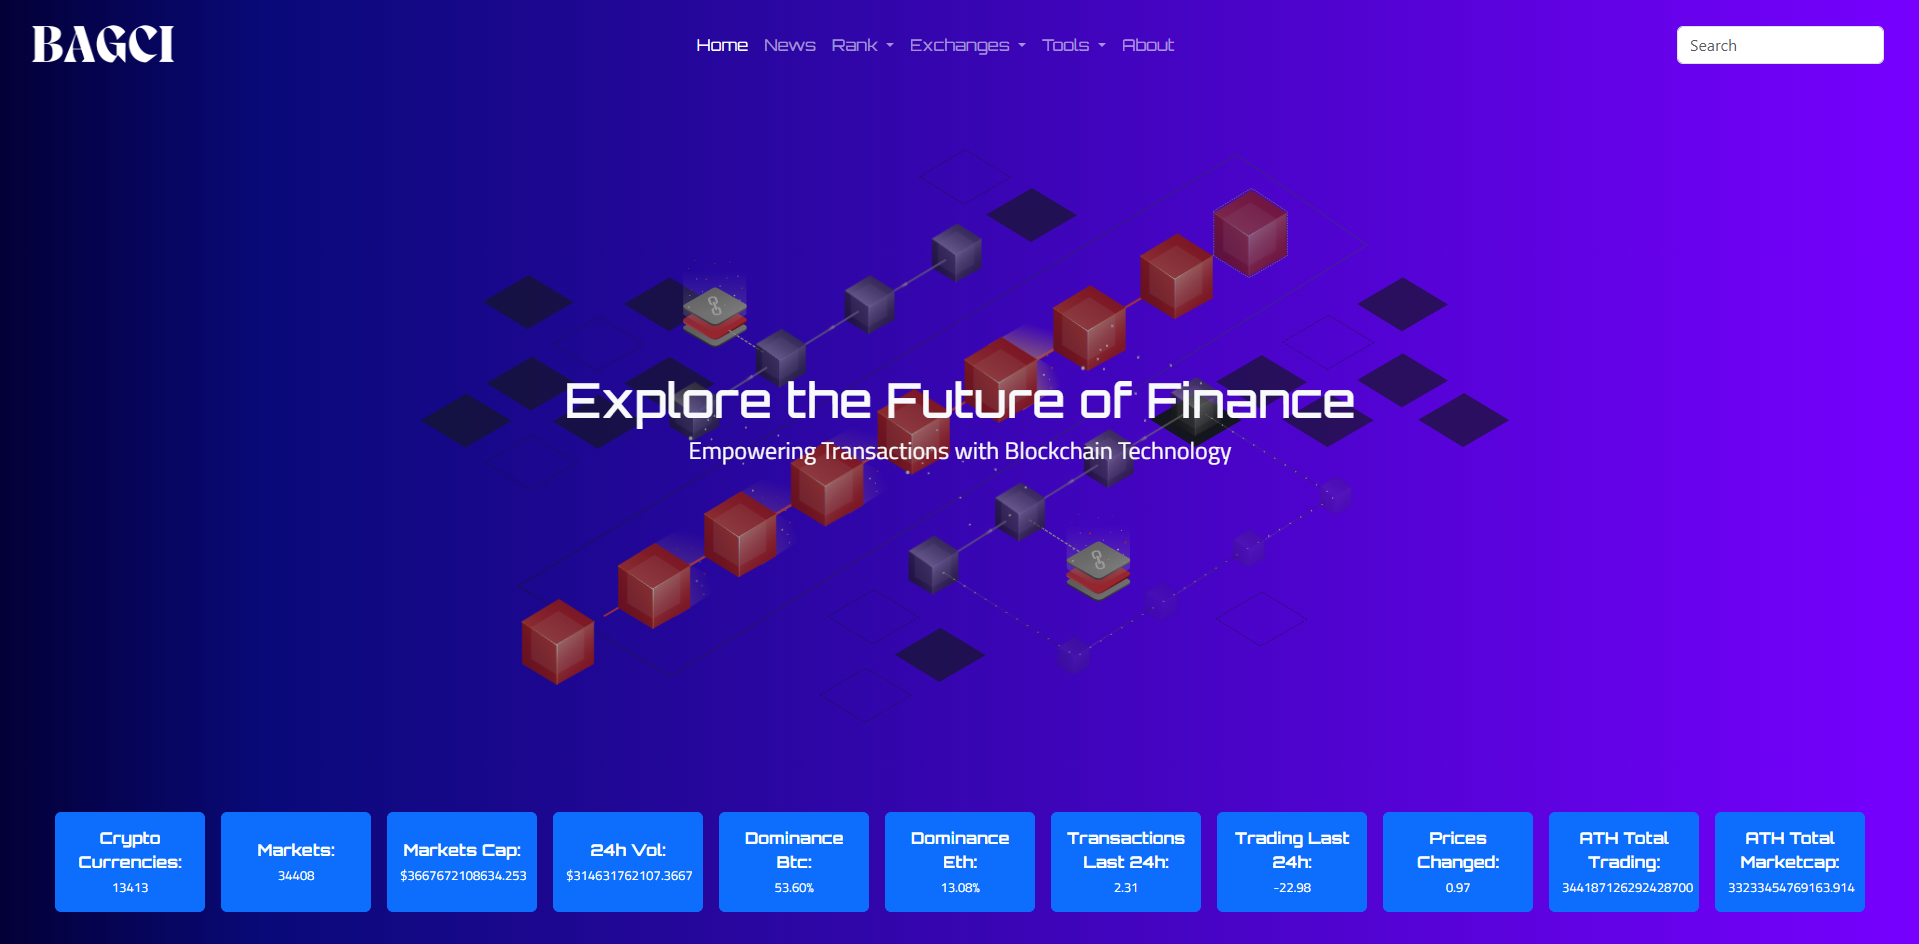 BAGCI
Home News Rank Exchanges Tools About
Search
Explore the Future of Finance
Empowering Transactions with Blockchain Technology
Crypto
Currencies:
13413
Markets:
34408
Markets Cap:
$3667672108634.253
24h Vol:
$314631762107.3667
Dominance
Btc:
53.60%
Dominance
Eth:
13.08%
Transactions
Last 24h:
2.31
Trading Last
24h:
-22.98
Prices
Changed:
0.97
ATH Total
Trading:
344187126292428700
ATH Total
Marketcap:
33233454769163.914